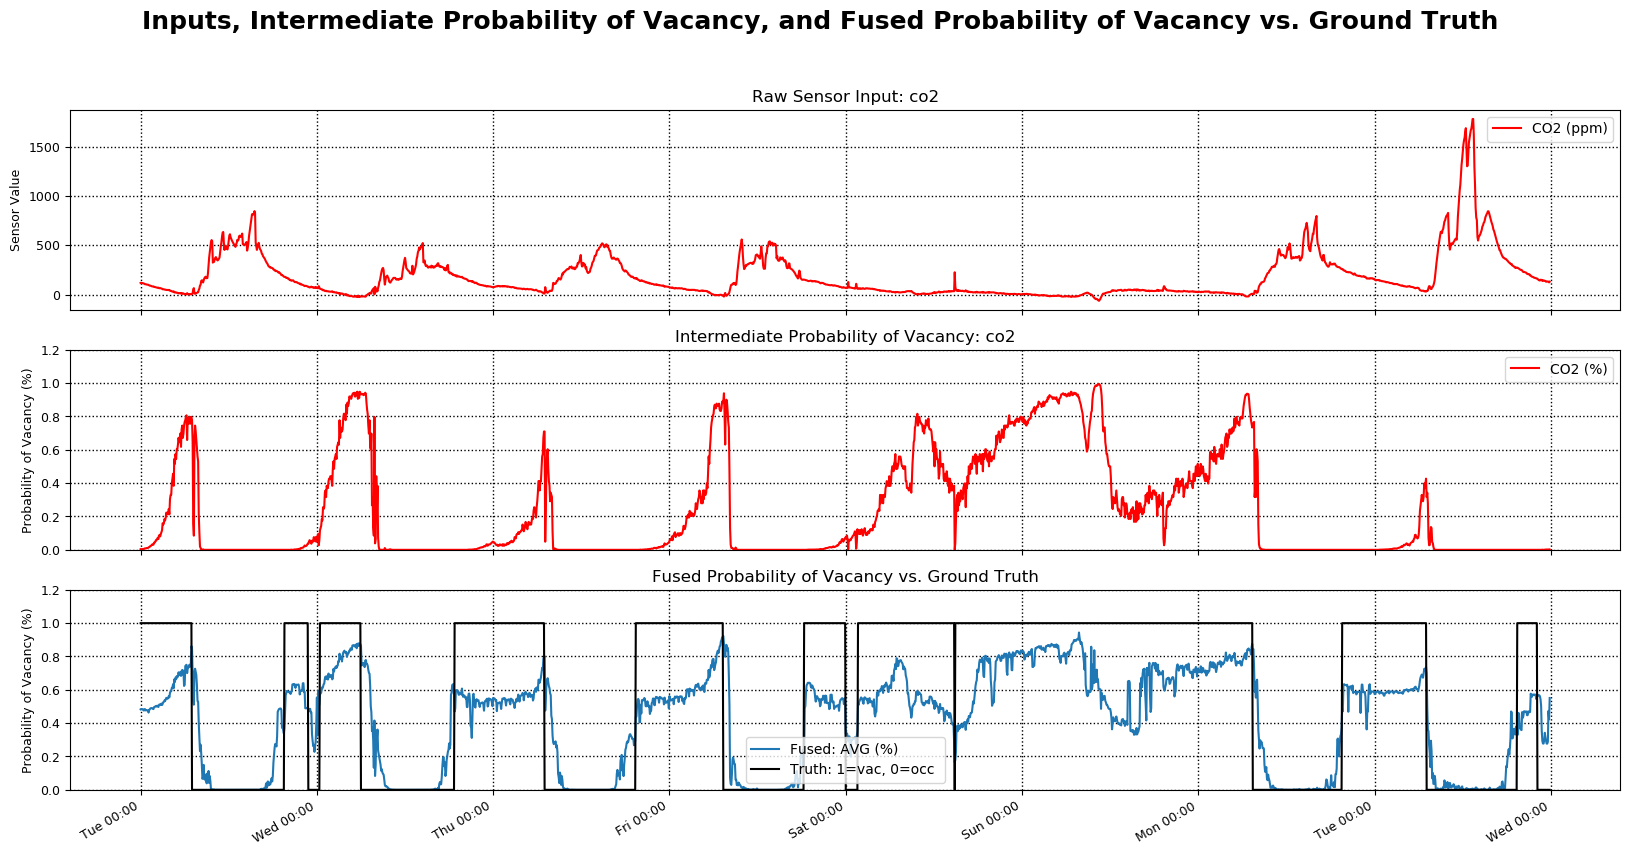 Inputs, Intermediate Probability of Vacancy, and Fused Probability of Vacancy vs. Ground Truth
Raw Sensor Input: co2
Sensor Value
1500
1000
500
0
CO2 (ppm)
Intermediate Probability of Vacancy: co2
Probability of Vacancy (%)
1.2
1.0
0.8
0.6
0.4
0.2
0.0
CO2 (%)
Fused Probability of Vacancy vs. Ground Truth
Probability of Vacancy (%)
1.2
1.0
0.8
0.6
0.4
0.2
0.0
Fused: AVG (%)
Truth: 1=vac, 0=occ
Tue 00:00
Wed 00:00
Thu 00:00
Fri 00:00
Sat 00:00
Sun 00:00
Mon 00:00
Tue 00:00
Wed 00:00